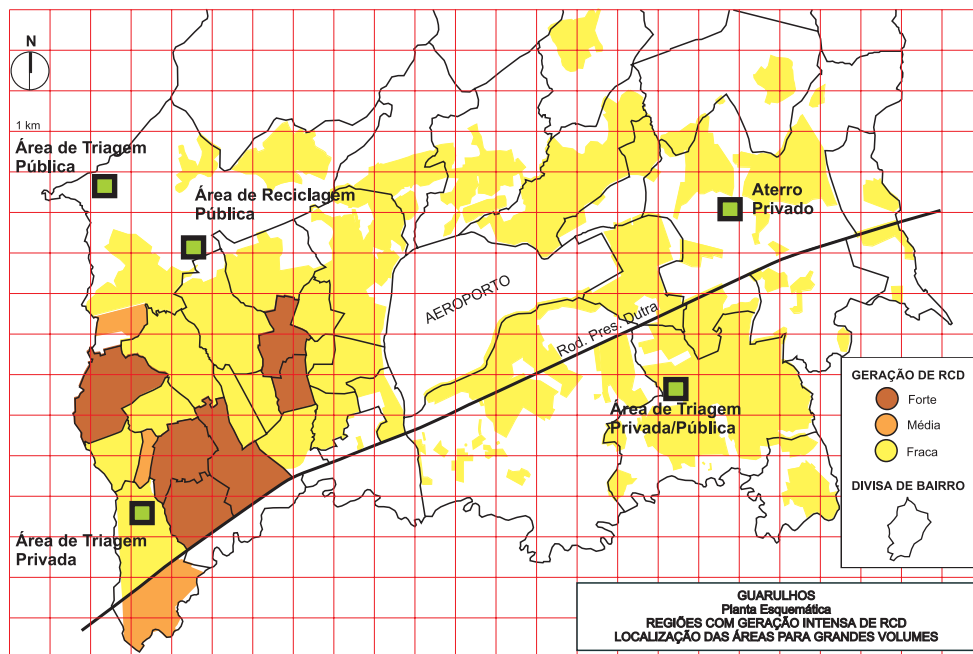 N
1 km
Área de Triagem
Pública
Área de Reciclagem
Pública
Aterro
Privado
AEROPORTO
Rod. Pres. Dutra
Área de Triagem
Privada/Pública
Área de Triagem
Privada
GERAÇÃO DE RCD
Forte
Média
Fraca
DIVISA DE BAIRRO
GUARULHOS
Planta Esquemática
REGIÕES COM GERAÇÃO INTENSA DE RCD
LOCALIZAÇÃO DAS ÁREAS PARA GRANDES VOLUMES